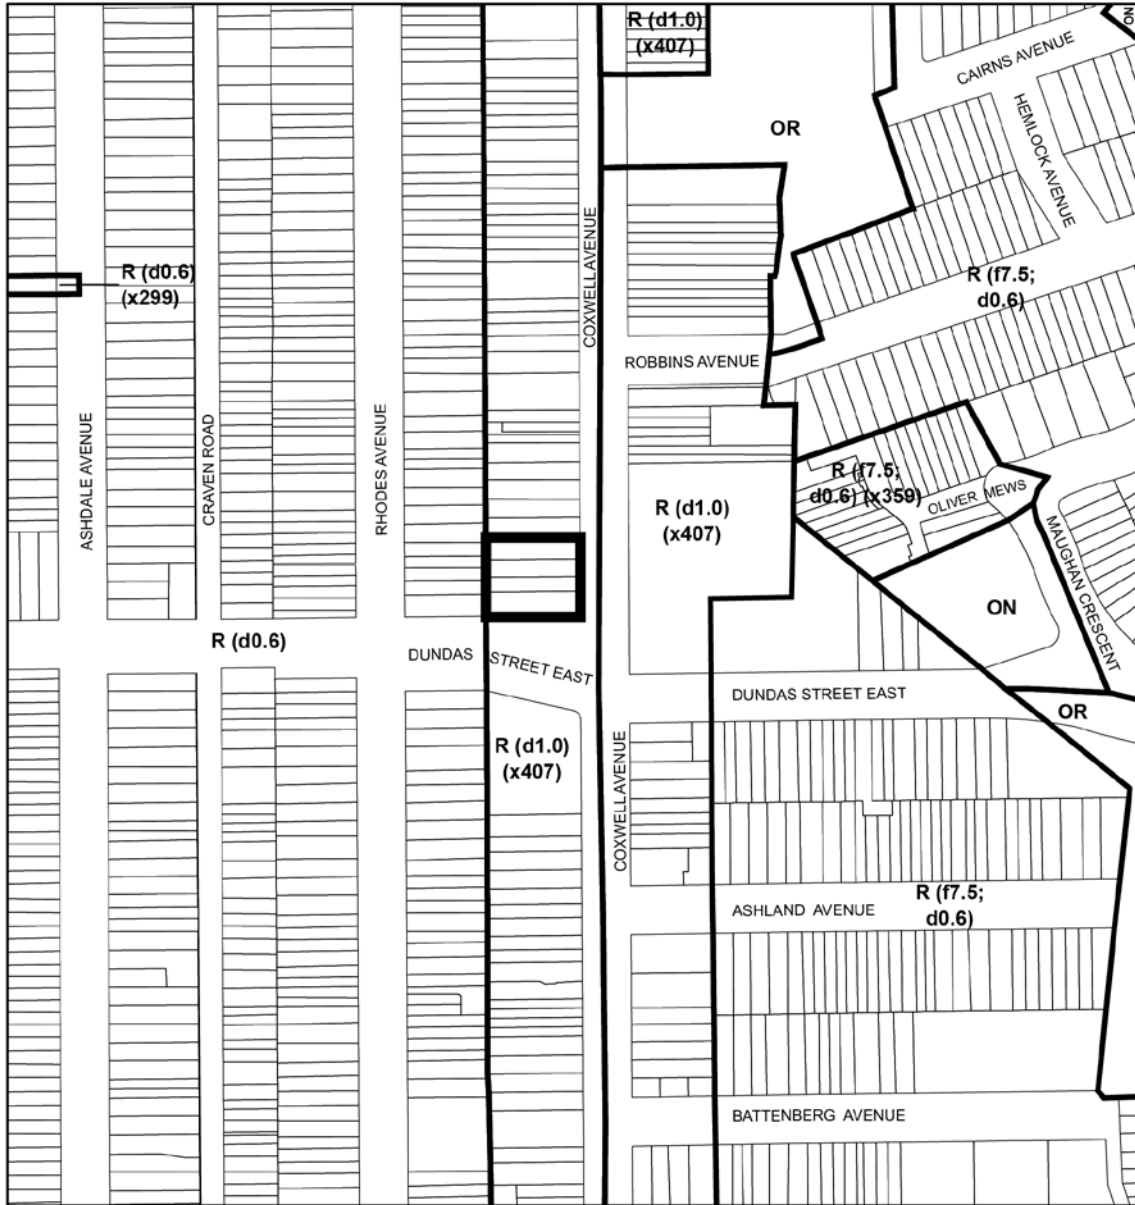 R (d1.0)
(x407)
NO
CAIRNS AVENUE
HEMLOCK AVENUE
OR
COXWELL AVENUE
R (d0.6)
(x299)
R (f7.5;
d0.6)
ROBBINS AVENUE
ASHDALE AVENUE
CRAVEN ROAD
RHODES AVENUE
R (f7.5;
d0.6) (x359)
OLIVER MEWS
R (d1.0)
(x407)
MAUGHAN CRESCENT
ON
R (d0.6)
DUNDAS STREET EAST
DUNDAS STREET EAST
OR
R (d1.0)
(x407)
COXWELL AVENUE
R (f7.5;
d0.6)
ASHLAND AVENUE
BATTENBERG AVENUE